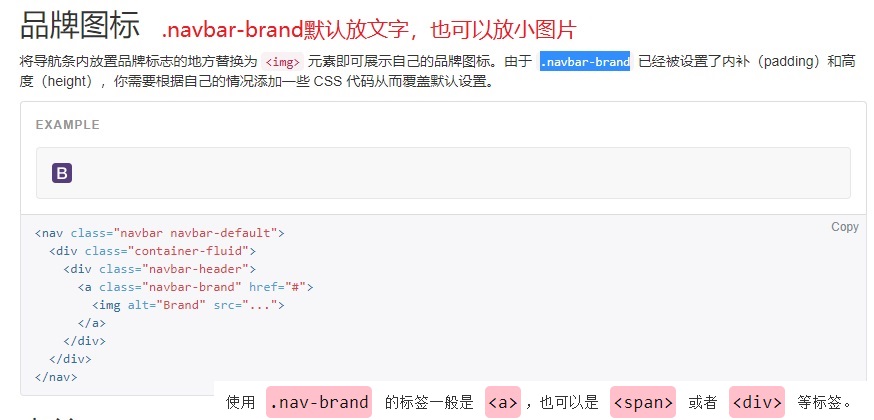 品牌图标 .navbar-brand默认放文字，也可以放小图片
将导航条内放置品牌标志的地方替换为 <img> 元素即可展示自己的品牌图标。由于 .navbar-brand 已经被设置了内补（padding）和高
度（height），你需要根据自己的情况添加一些 CSS 代码从而覆盖默认设置。
EXAMPLE
B
Copy
<nav class="navbar navbar-default">
  <div class="container-fluid">
    <div class="navbar-header">
      <a class="navbar-brand" href="#">
        <img alt="Brand" src="...">
      </a>
    </div>
  </div>
</nav>
使用 .nav-brand 的标签一般是 <a> ，也可以是 <span> 或者 <div> 等标签。